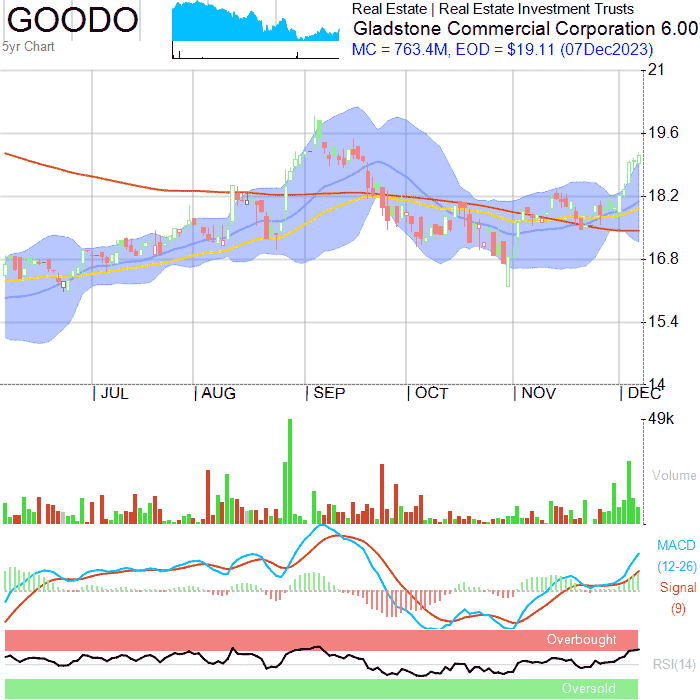 GOODO
5yr Chart
Real Estate | Real Estate Investment Trusts
Gladstone Commercial Corporation 6.00
MC = 763.4M, EOD = $19.11 (07Dec2023)
21
19.6
18.2
16.8
15.4
14
JUL AUG SEP OCT NOV DEC
49k
Volume
MACD
(12-26)
Signal
(9)
Overbought
RSI(14)
Oversold